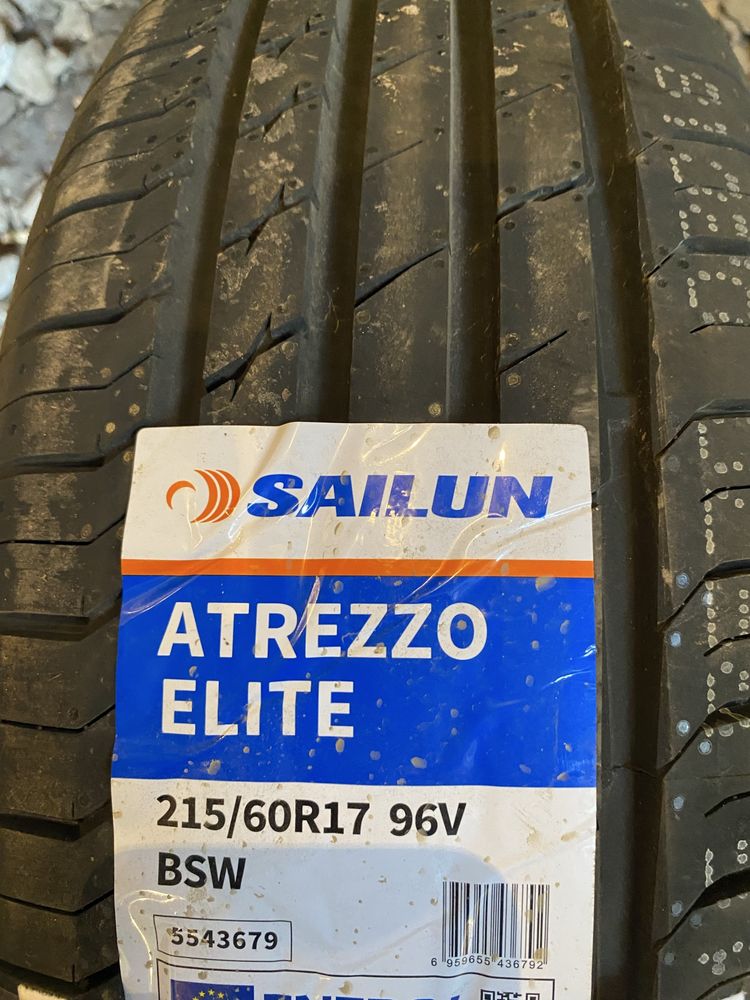 SAILUN
ATREZZO
ELITE
215/60R17 96V
BSW
5543679
6 959655 436792